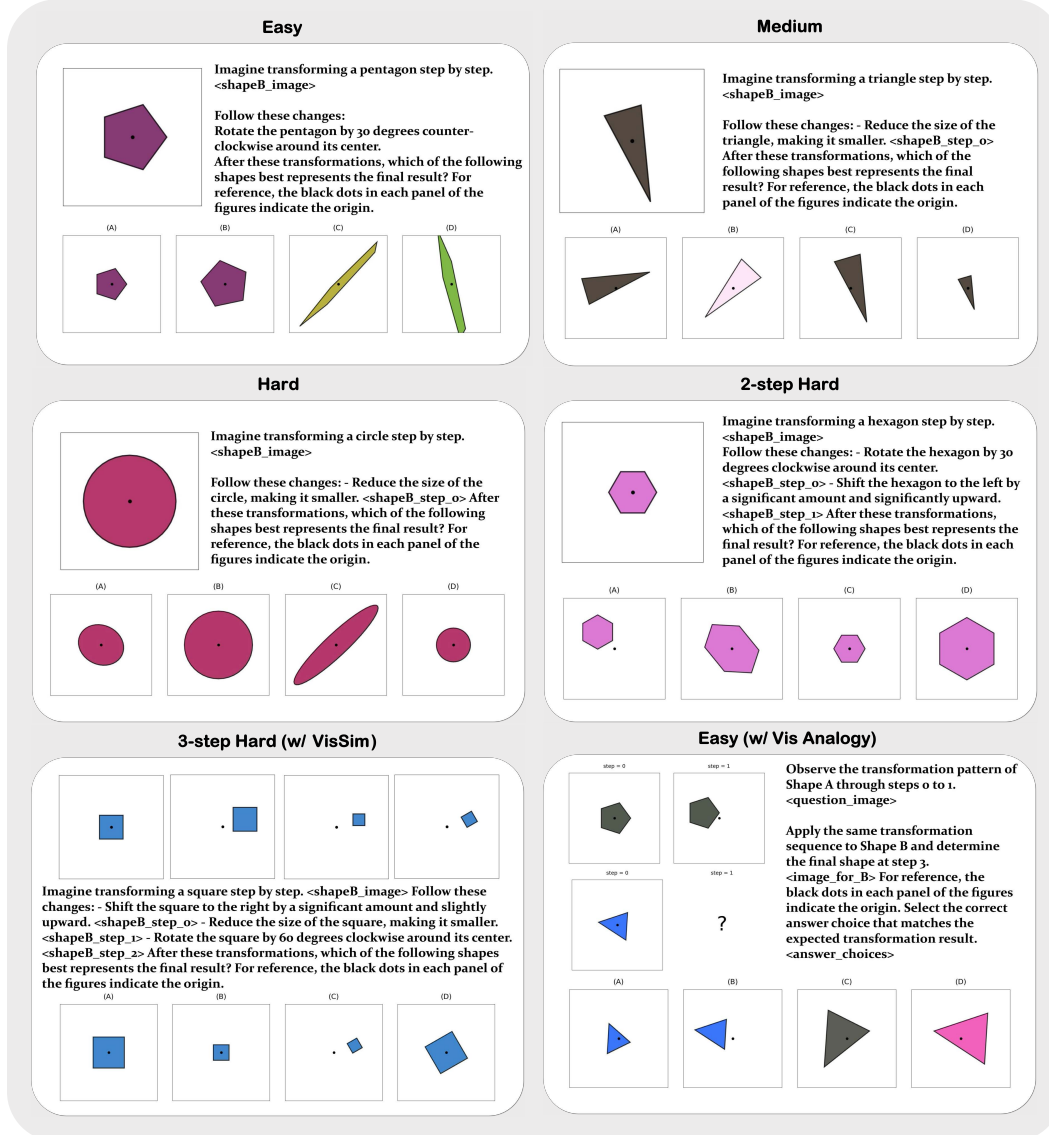 Easy
Imagine transforming a pentagon step by step.
<shapeB_image>
Follow these changes:
Rotate the pentagon by 30 degrees counter-
clockwise around its center.
After these transformations, which of the following
shapes best represents the final result? For
reference, the black dots in each panel of the
figures indicate the origin.
(A) (B) (C) (D)
Medium
Imagine transforming a triangle step by step.
<shapeB_image>
Follow these changes: - Reduce the size of the
triangle, making it smaller. <shapeB_step_0>
After these transformations, which of the
following shapes best represents the final
result? For reference, the black dots in each
panel of the figures indicate the origin.
(A) (B) (C) (D)
Hard
Imagine transforming a circle step by step.
<shapeB_image>
Follow these changes: - Reduce the size of the
circle, making it smaller. <shapeB_step_0> After
these transformations, which of the following
shapes best represents the final result? For
reference, the black dots in each panel of the
figures indicate the origin.
(A) (B) (C) (D)
2-step Hard
Imagine transforming a hexagon step by step.
<shapeB_image>
Follow these changes: - Rotate the hexagon by 30
degrees clockwise around its center.
<shapeB_step_0> - Shift the hexagon to the left by
a significant amount and significantly upward.
<shapeB_step_1> After these transformations,
which of the following shapes best represents the
final result? For reference, the black dots in each
panel of the figures indicate the origin.
(A) (B) (C) (D)
3-step Hard (w/ VisSim)
Imagine transforming a square step by step. <shapeB_image> Follow these
changes: - Shift the square to the right by a significant amount and slightly
upward. <shapeB_step_0> - Reduce the size of the square, making it smaller.
<shapeB_step_1> - Rotate the square by 60 degrees clockwise around its center.
<shapeB_step_2> After these transformations, which of the following shapes
best represents the final result? For reference, the black dots in each panel of
the figures indicate the origin.
(A) (B) (C) (D)
Easy (w/ Vis Analogy)
step = 0 step = 1
step = 0 step = 1
?
Observe the transformation pattern of
Shape A through steps 0 to 1.
<question_image>
Apply the same transformation
sequence to Shape B and determine
the final shape at step 3.
<image_for_B> For reference, the
black dots in each panel of the figures
indicate the origin. Select the correct
answer choice that matches the
expected transformation result.
<answer_choices>
(A) (B) (C) (D)